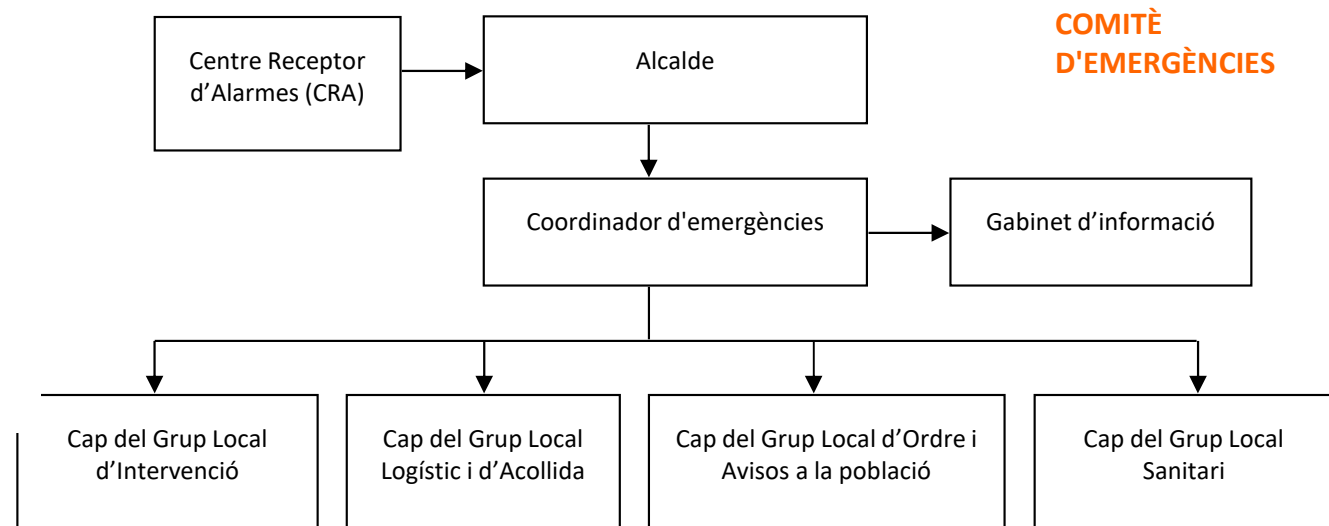 COMITÈ
D'EMERGÈNCIES
Centre Receptor
d’Alarmes (CRA)
Alcalde
Coordinador d'emergències
Gabinet d’informació
Cap del Grup Local
d’Intervenció
Cap del Grup Local
Logístic i d’Acollida
Cap del Grup Local d’Ordre i
Avisos a la població
Cap del Grup Local
Sanitari